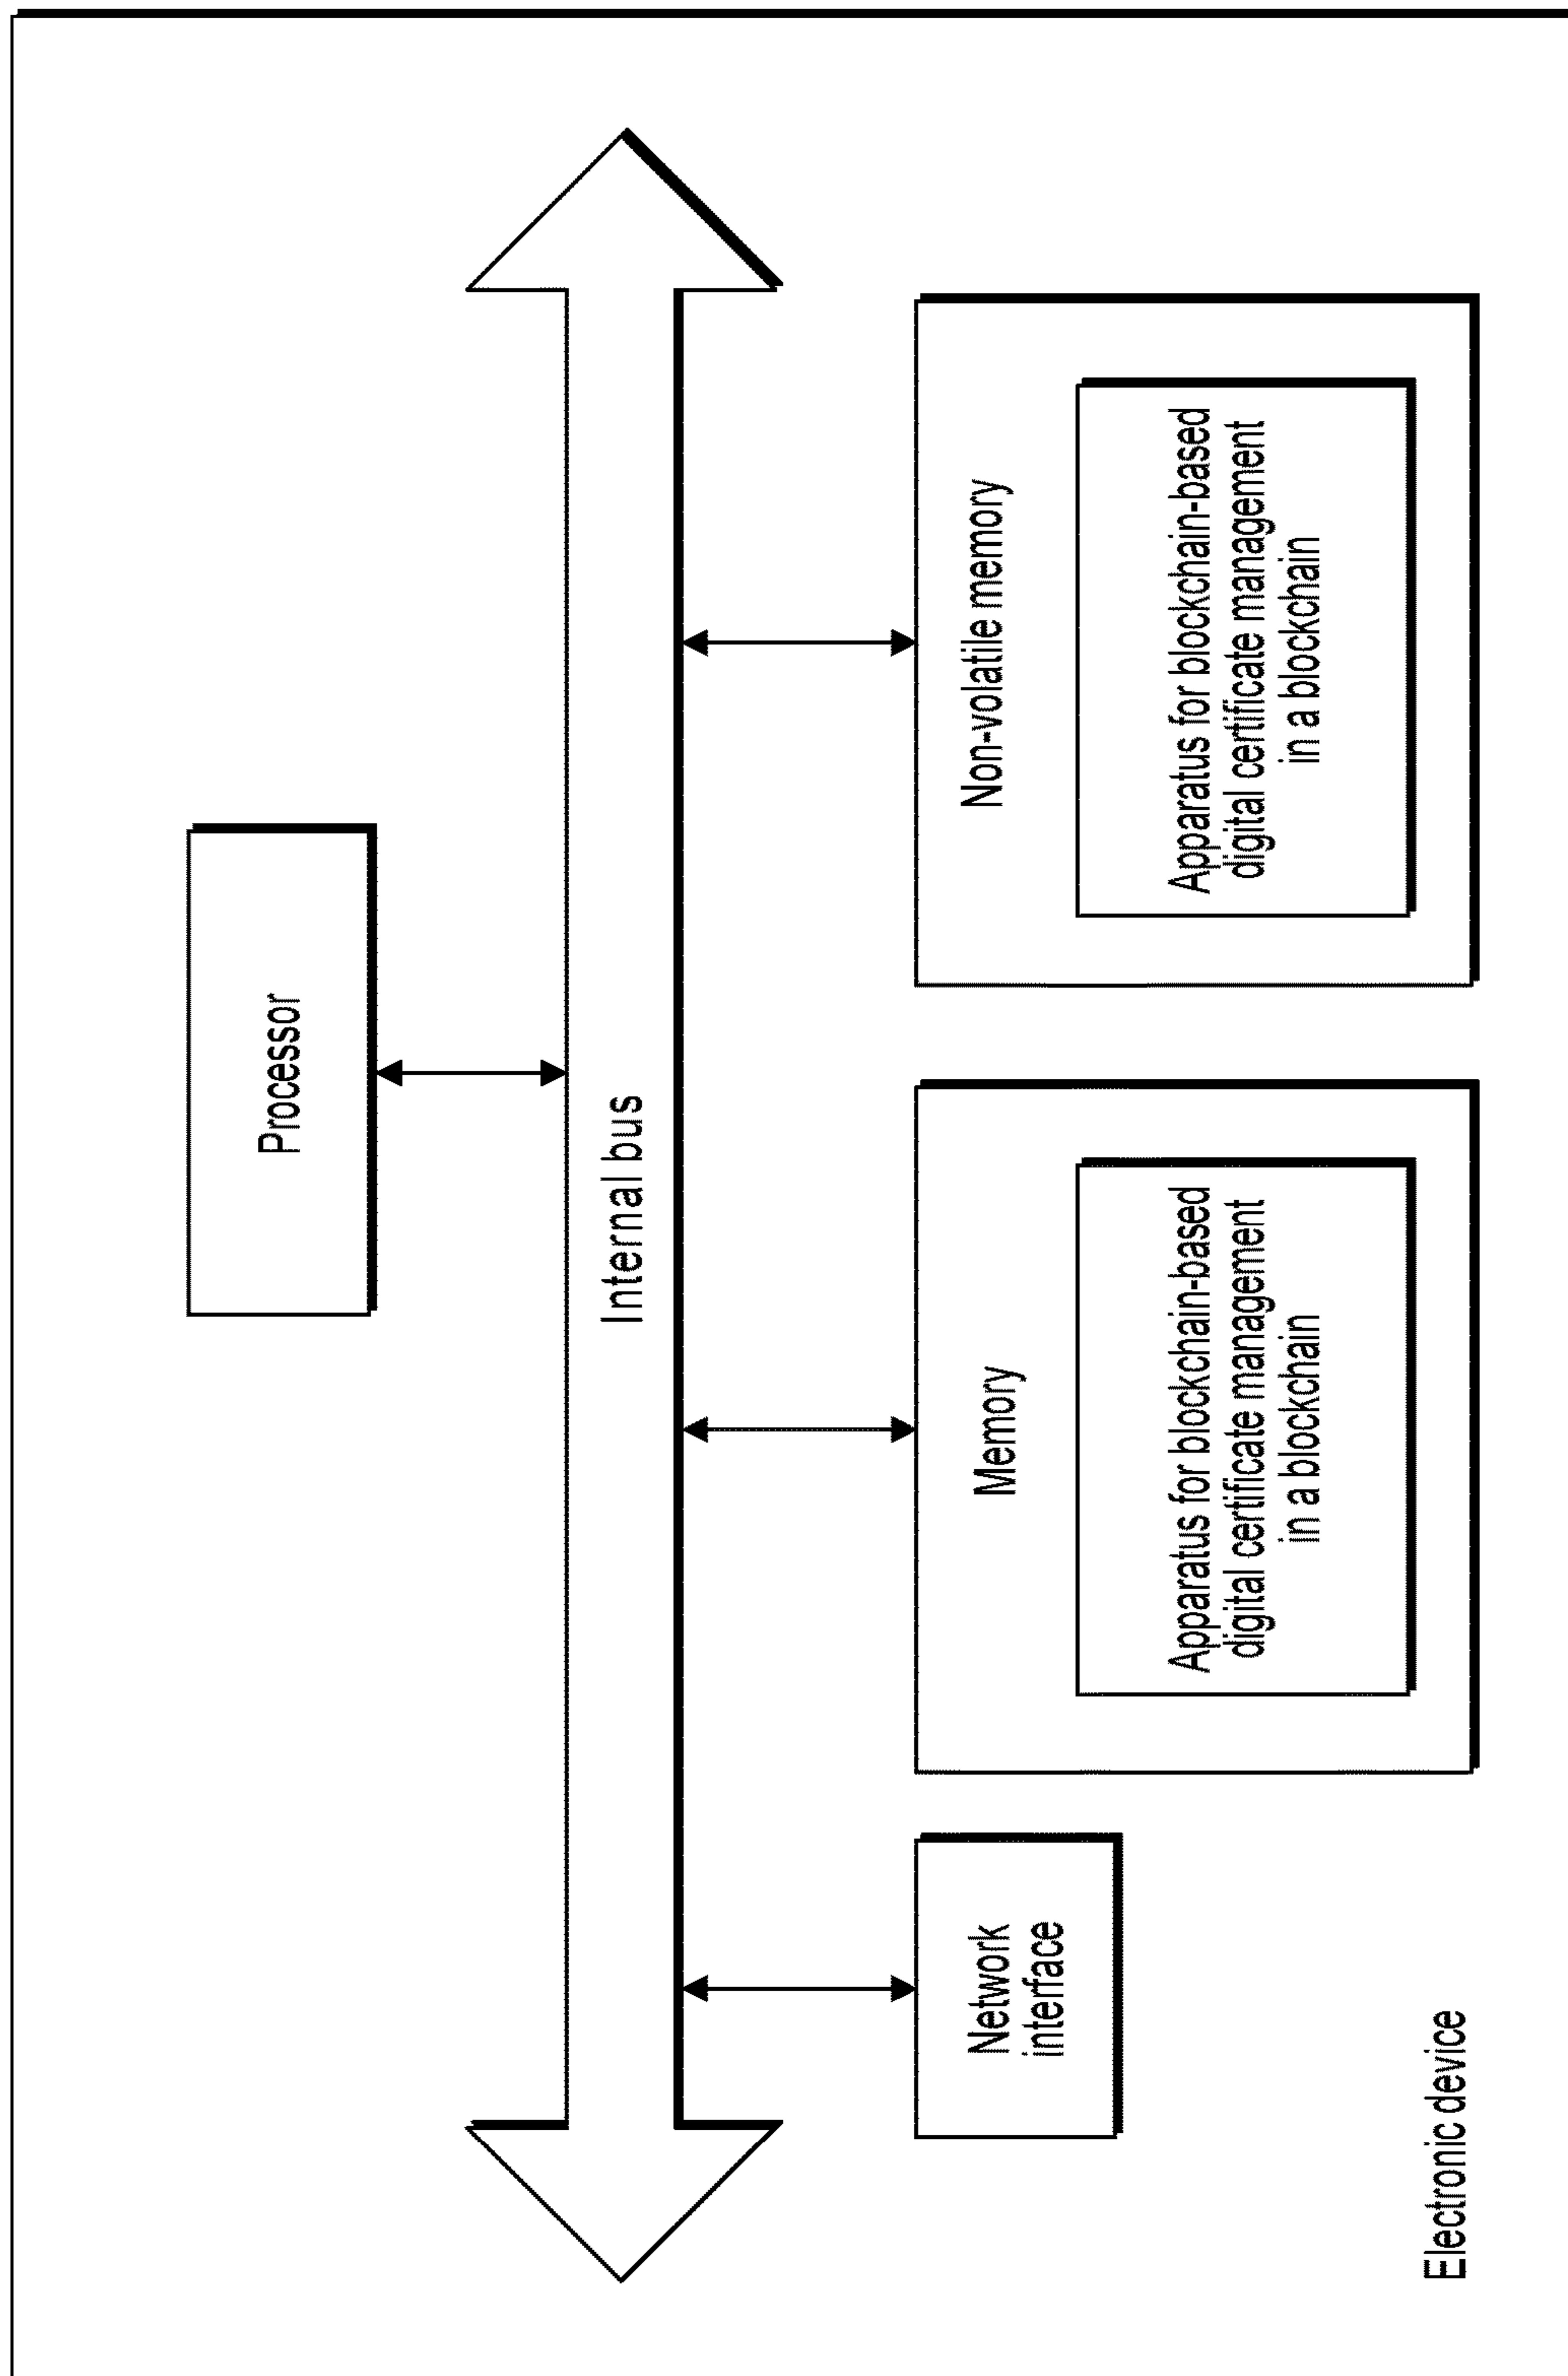 Processor
Internal bus
Network
interface
Memory
Apparatus for blockchain-based
digital certificate management
in a blockchain
Non-volatile memory
Apparatus for blockchain-based
digital certificate management
in a blockchain
Electronic device